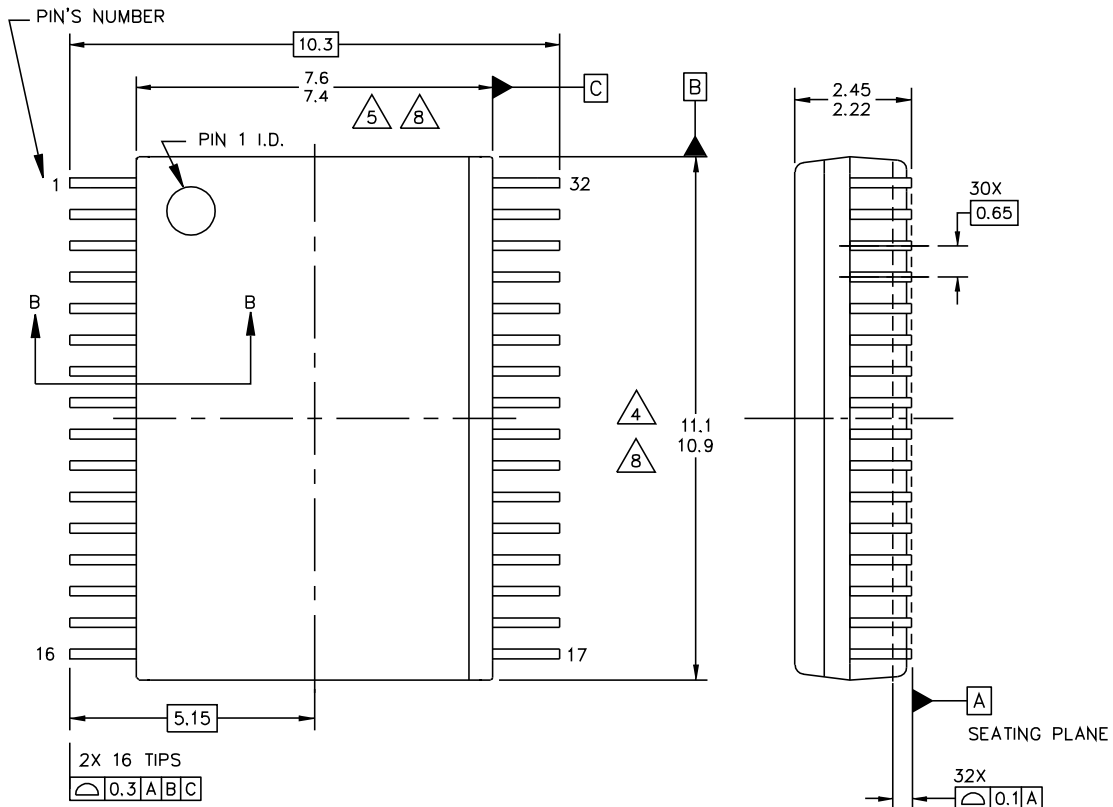 PIN'S NUMBER
10.3
7.6
7.4
5
8
C
B
2.45
2.22
PIN 1 I.D.
1
32
30X
0.65
B
B
4
8
11.1
10.9
16
17
5.15
A
SEATING PLANE
2X 16 TIPS
0.3 A B C
32X
0.1 A